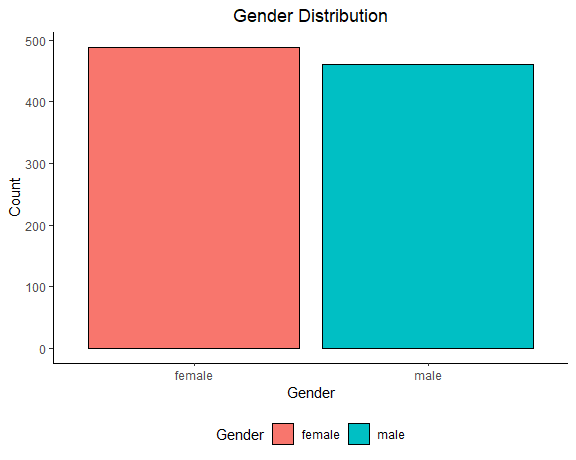 Gender Distribution
500
400
300
200
100
0
Count
female male
Gender
Gender female male